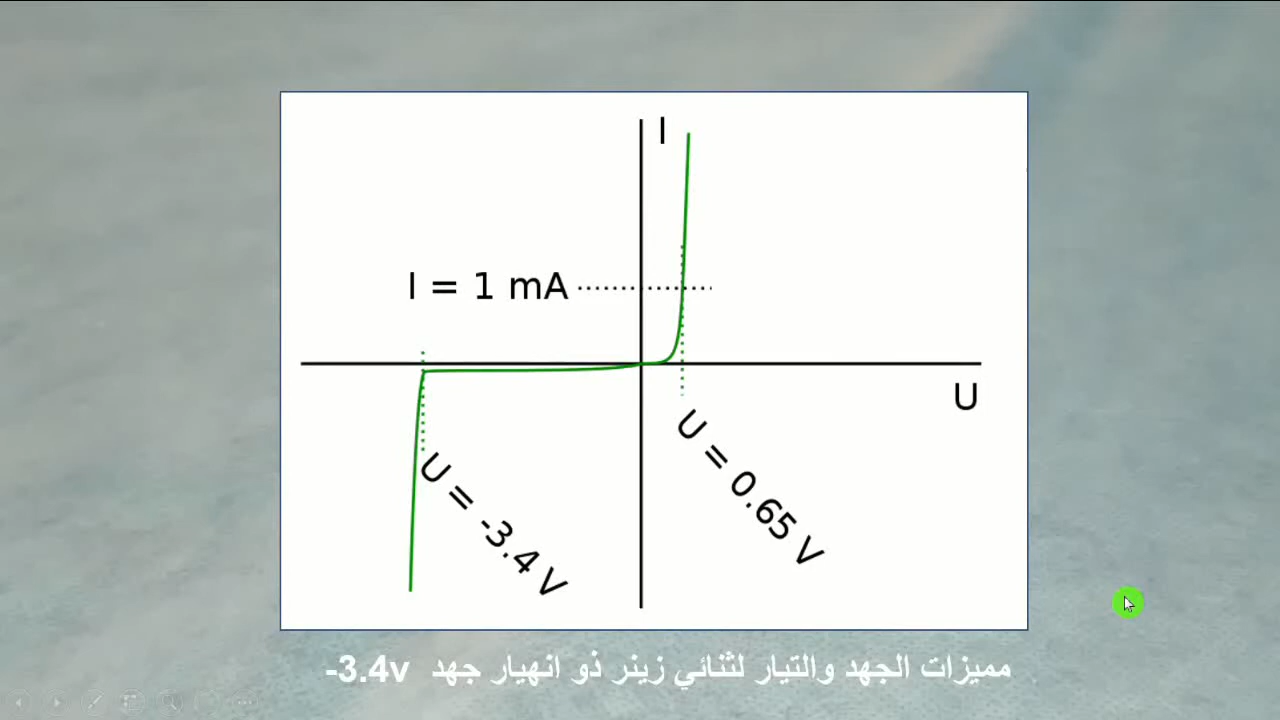 I
I = 1 mA
U
U = 0.65 V
U = -3.4 V
مميزات الجهد والتيار لثنائي زينر ذو انهيار جهد -3.4v